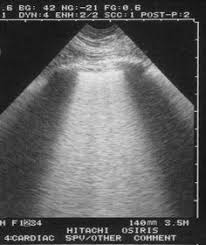 .6 BG: 42 NG:-21 FG:0.6
1 DYN:4 ENH:2/2 SCC:1 POST-P:2
M F1234 140mm 3.5M
HITACHI OSIRIS
4:CARDIAC SPV/OTHER COMMENT